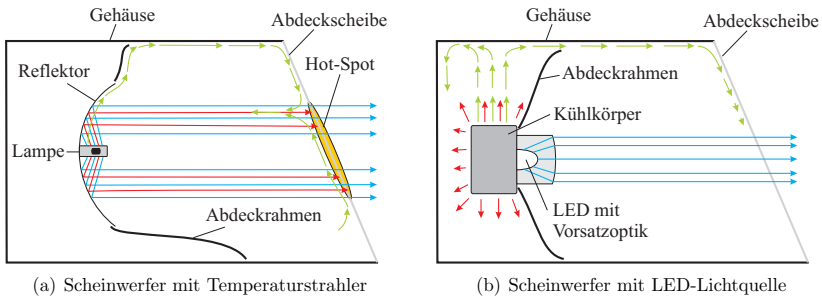 Gehäuse
Abdeckscheibe
Reflektor
Hot-Spot
Lampe
Abdeckrahmen
(a) Scheinwerfer mit Temperaturstrahler
Gehäuse
Abdeckscheibe
Abdeckrahmen
Kühlkörper
LED mit
Vorsatzoptik
(b) Scheinwerfer mit LED-Lichtquelle